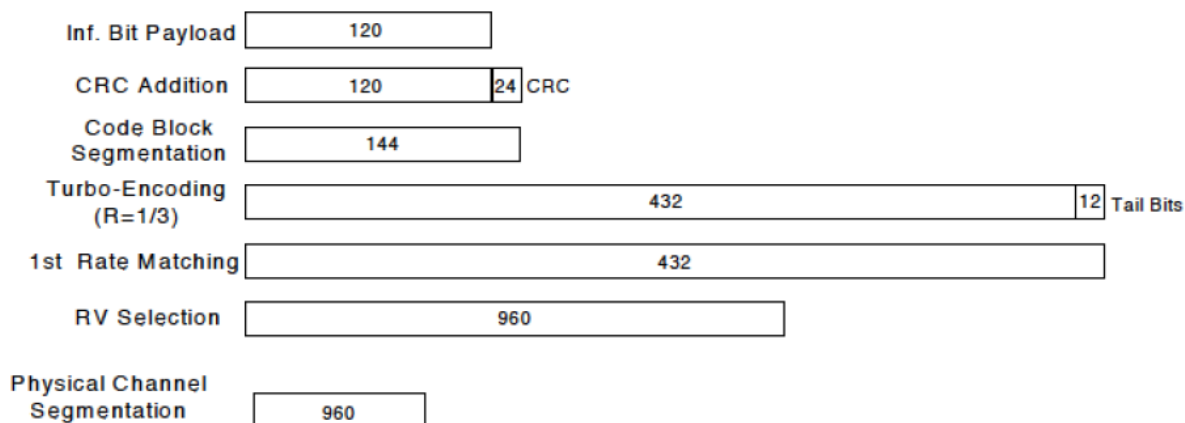 Inf. Bit Payload 120
CRC Addition 120 24 CRC
Code Block
Segmentation 144
Turbo-Encoding
(R=1/3) 432 12 Tail Bits
1st Rate Matching 432
RV Selection 960
Physical Channel
Segmentation 960